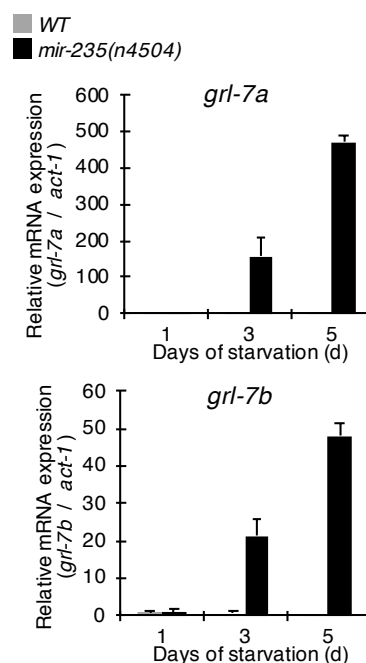 WT
mir-235(n4504)
grl-7a
Relative mRNA expression
(grl-7a / act-1)
600
500
400
300
200
100
0
1 3 5
Days of starvation (d)
grl-7b
Relative mRNA expression
(grl-7b / act-1)
60
50
40
30
20
10
0
1 3 5
Days of starvation (d)